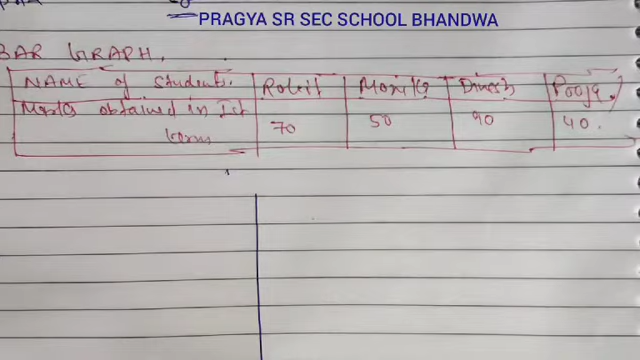 PRAGYA SR SEC SCHOOL BHANDWA
BAR GRAPH.
NAME of students. Rohit Monika Dinesh Pooja
Marks obtained in Ist 70 50 90 40.
term